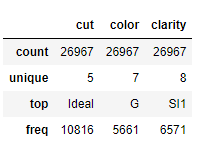 cut color clarity
count 26967 26967 26967
unique 5 7 8
top Ideal G SI1
freq 10816 5661 6571